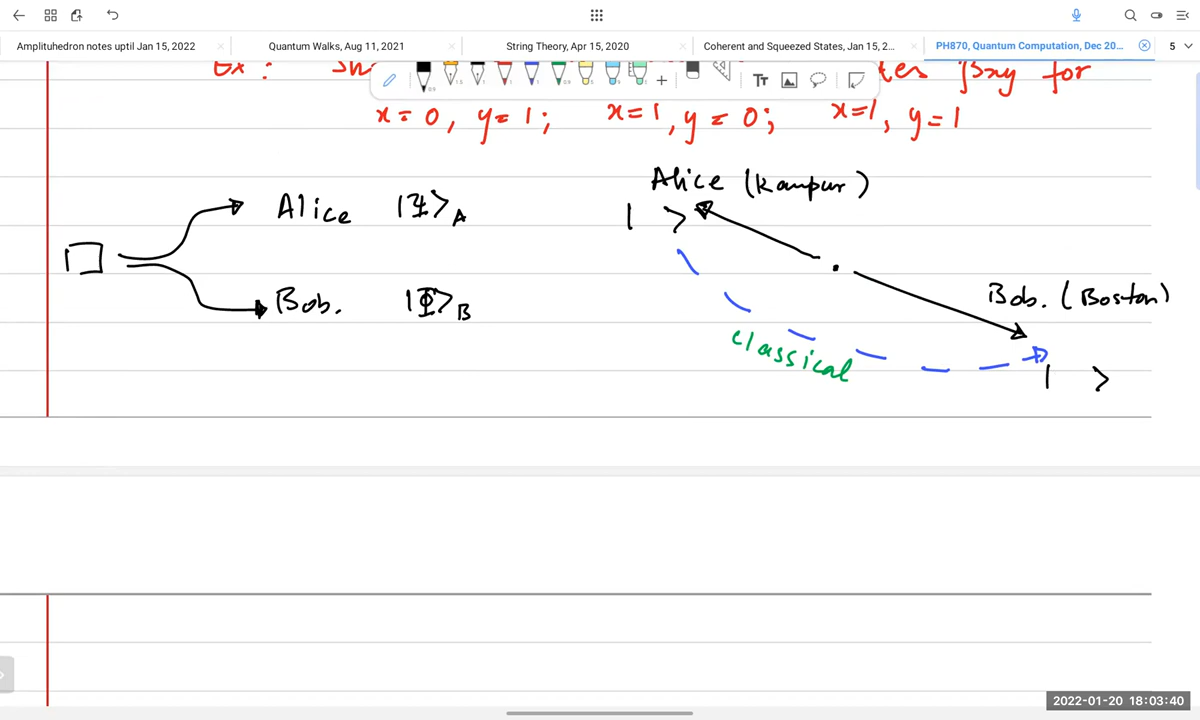 Amplituhedron notes uptil Jan 15, 2022
Quantum Walks, Aug 11, 2021
String Theory, Apr 15, 2020
Coherent and Squeezed States, Jan 15, 2...
PH870, Quantum Computation, Dec 20...
5
Ex: for
x = 0, y = 1; x = 1, y = 0; x = 1, y = 1
Alice |Ψ>A
Bob. |Φ>B
Alice (Kanpur)
| >
Bob. (Boston)
classical
| >
2022-01-20 18:03:40